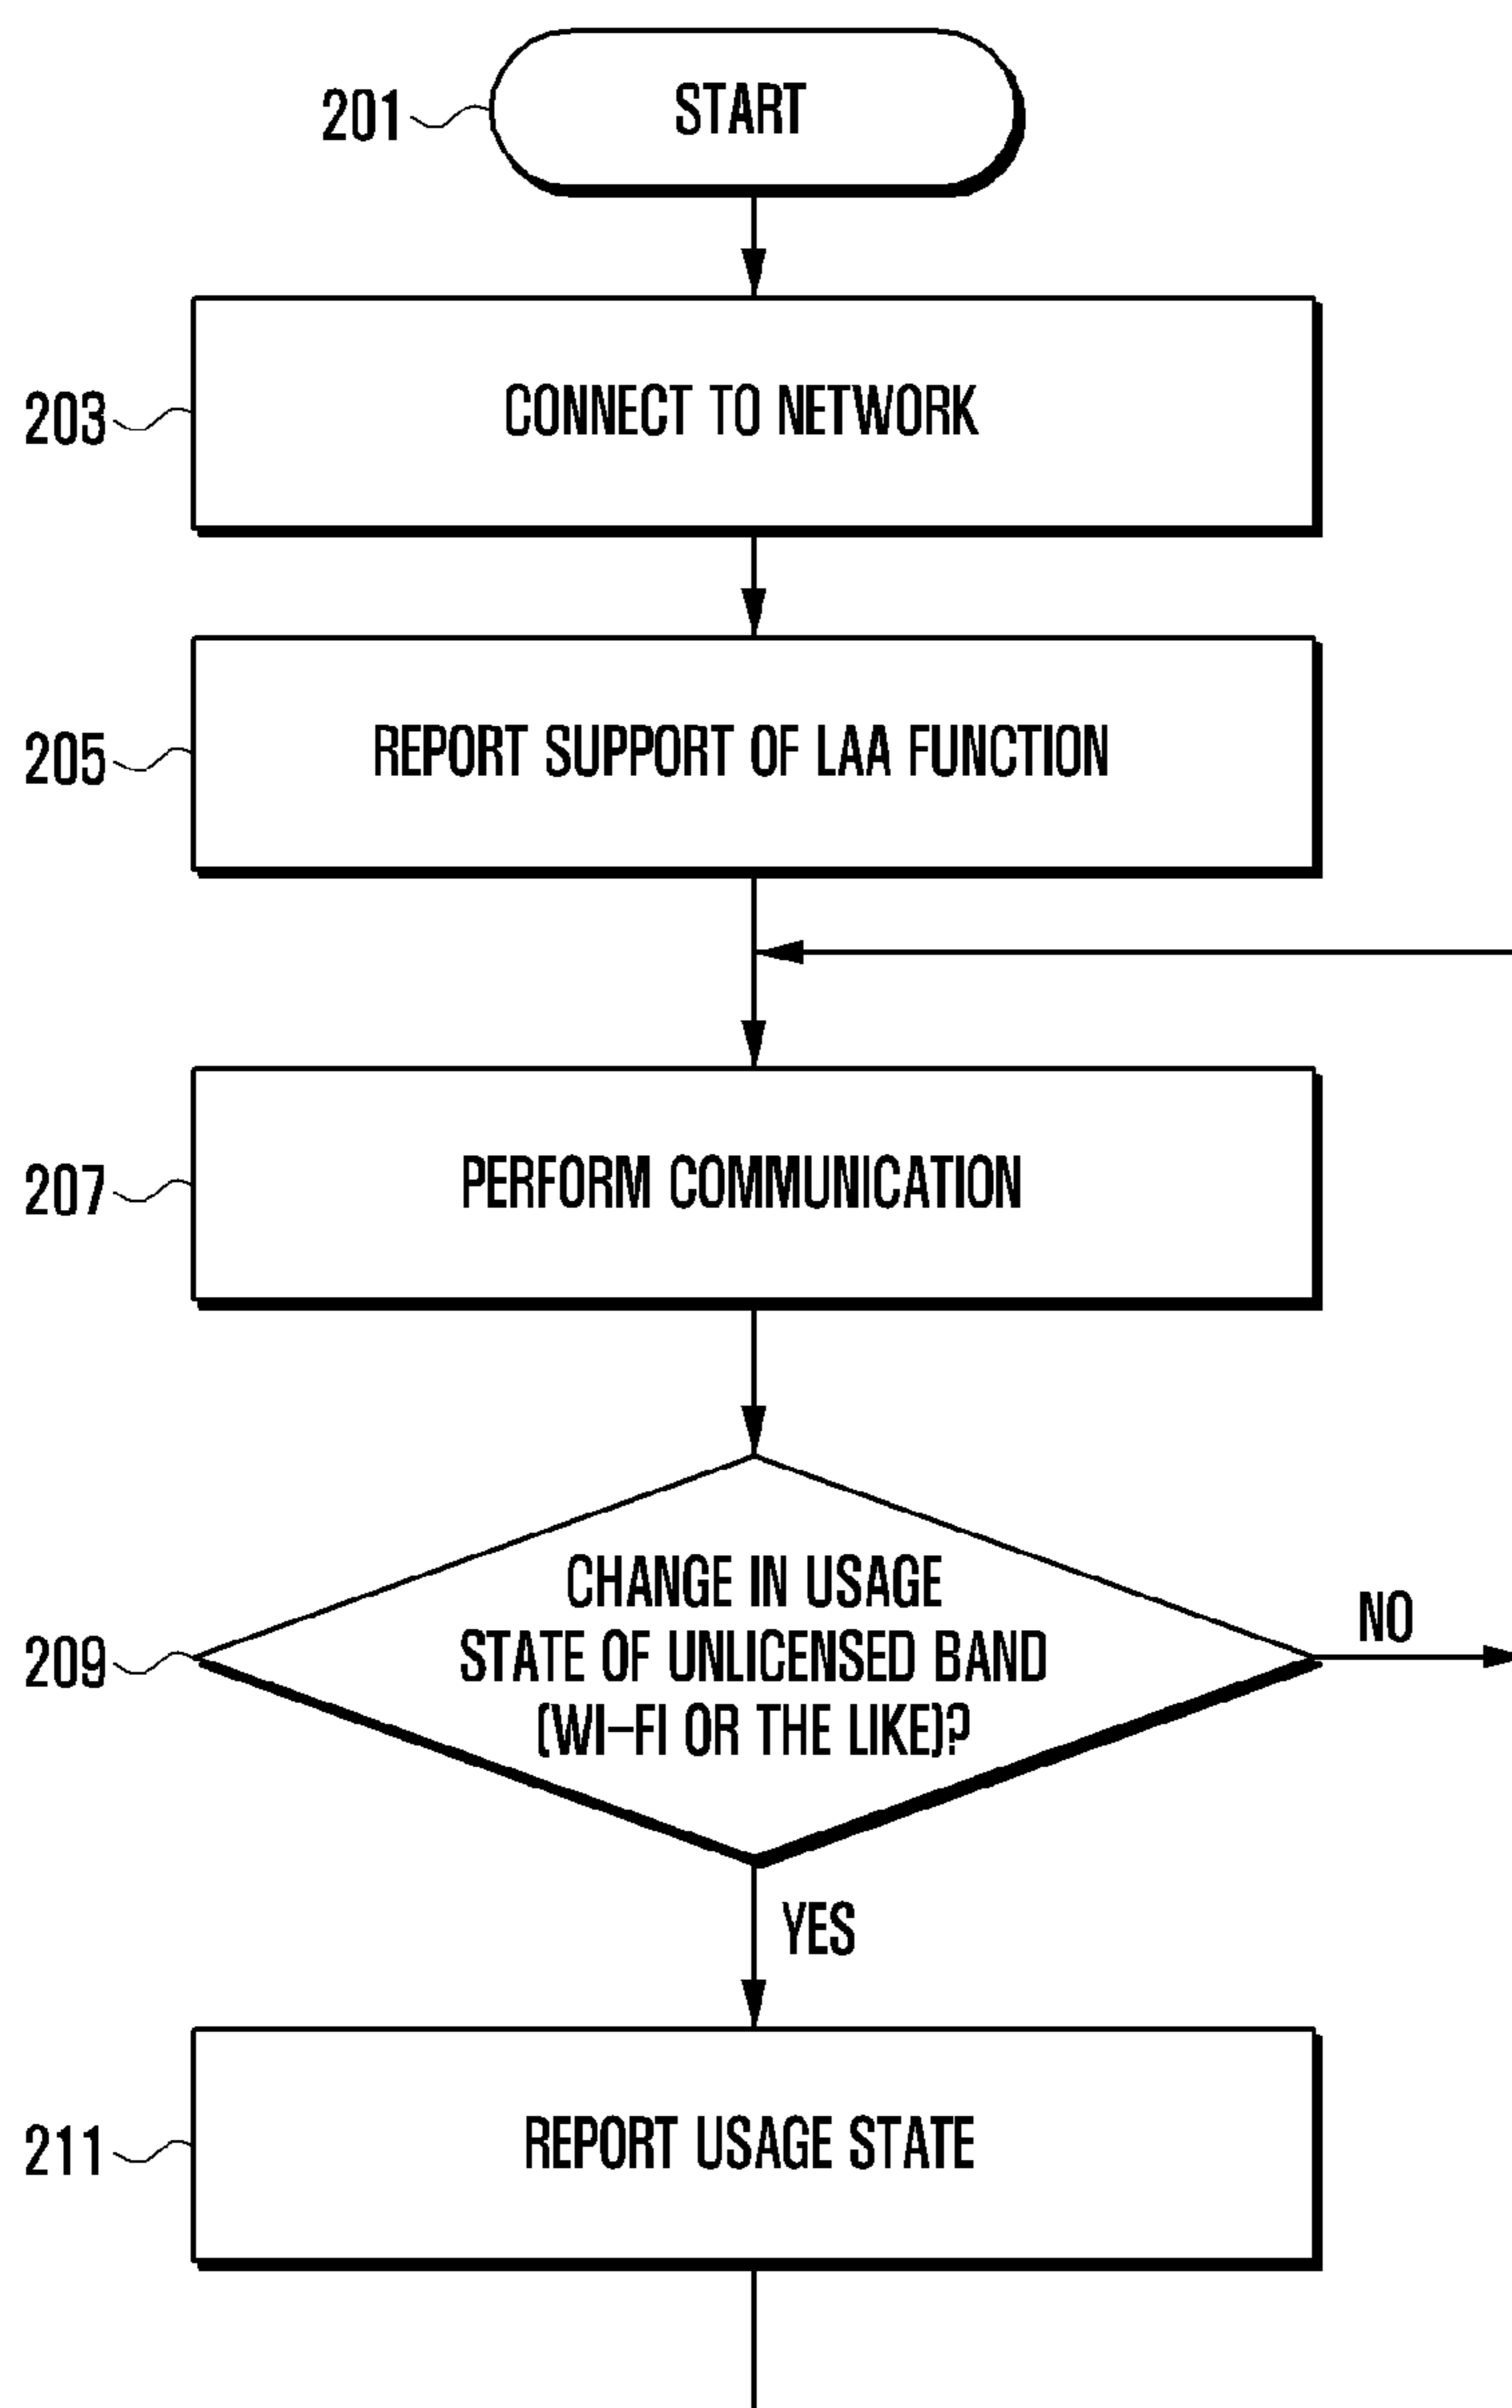 201
START
203
CONNECT TO NETWORK
205
REPORT SUPPORT OF LAA FUNCTION
207
PERFORM COMMUNICATION
209
CHANGE IN USAGE
STATE OF UNLICENSED BAND
(WI-FI OR THE LIKE)?
NO
YES
211
REPORT USAGE STATE